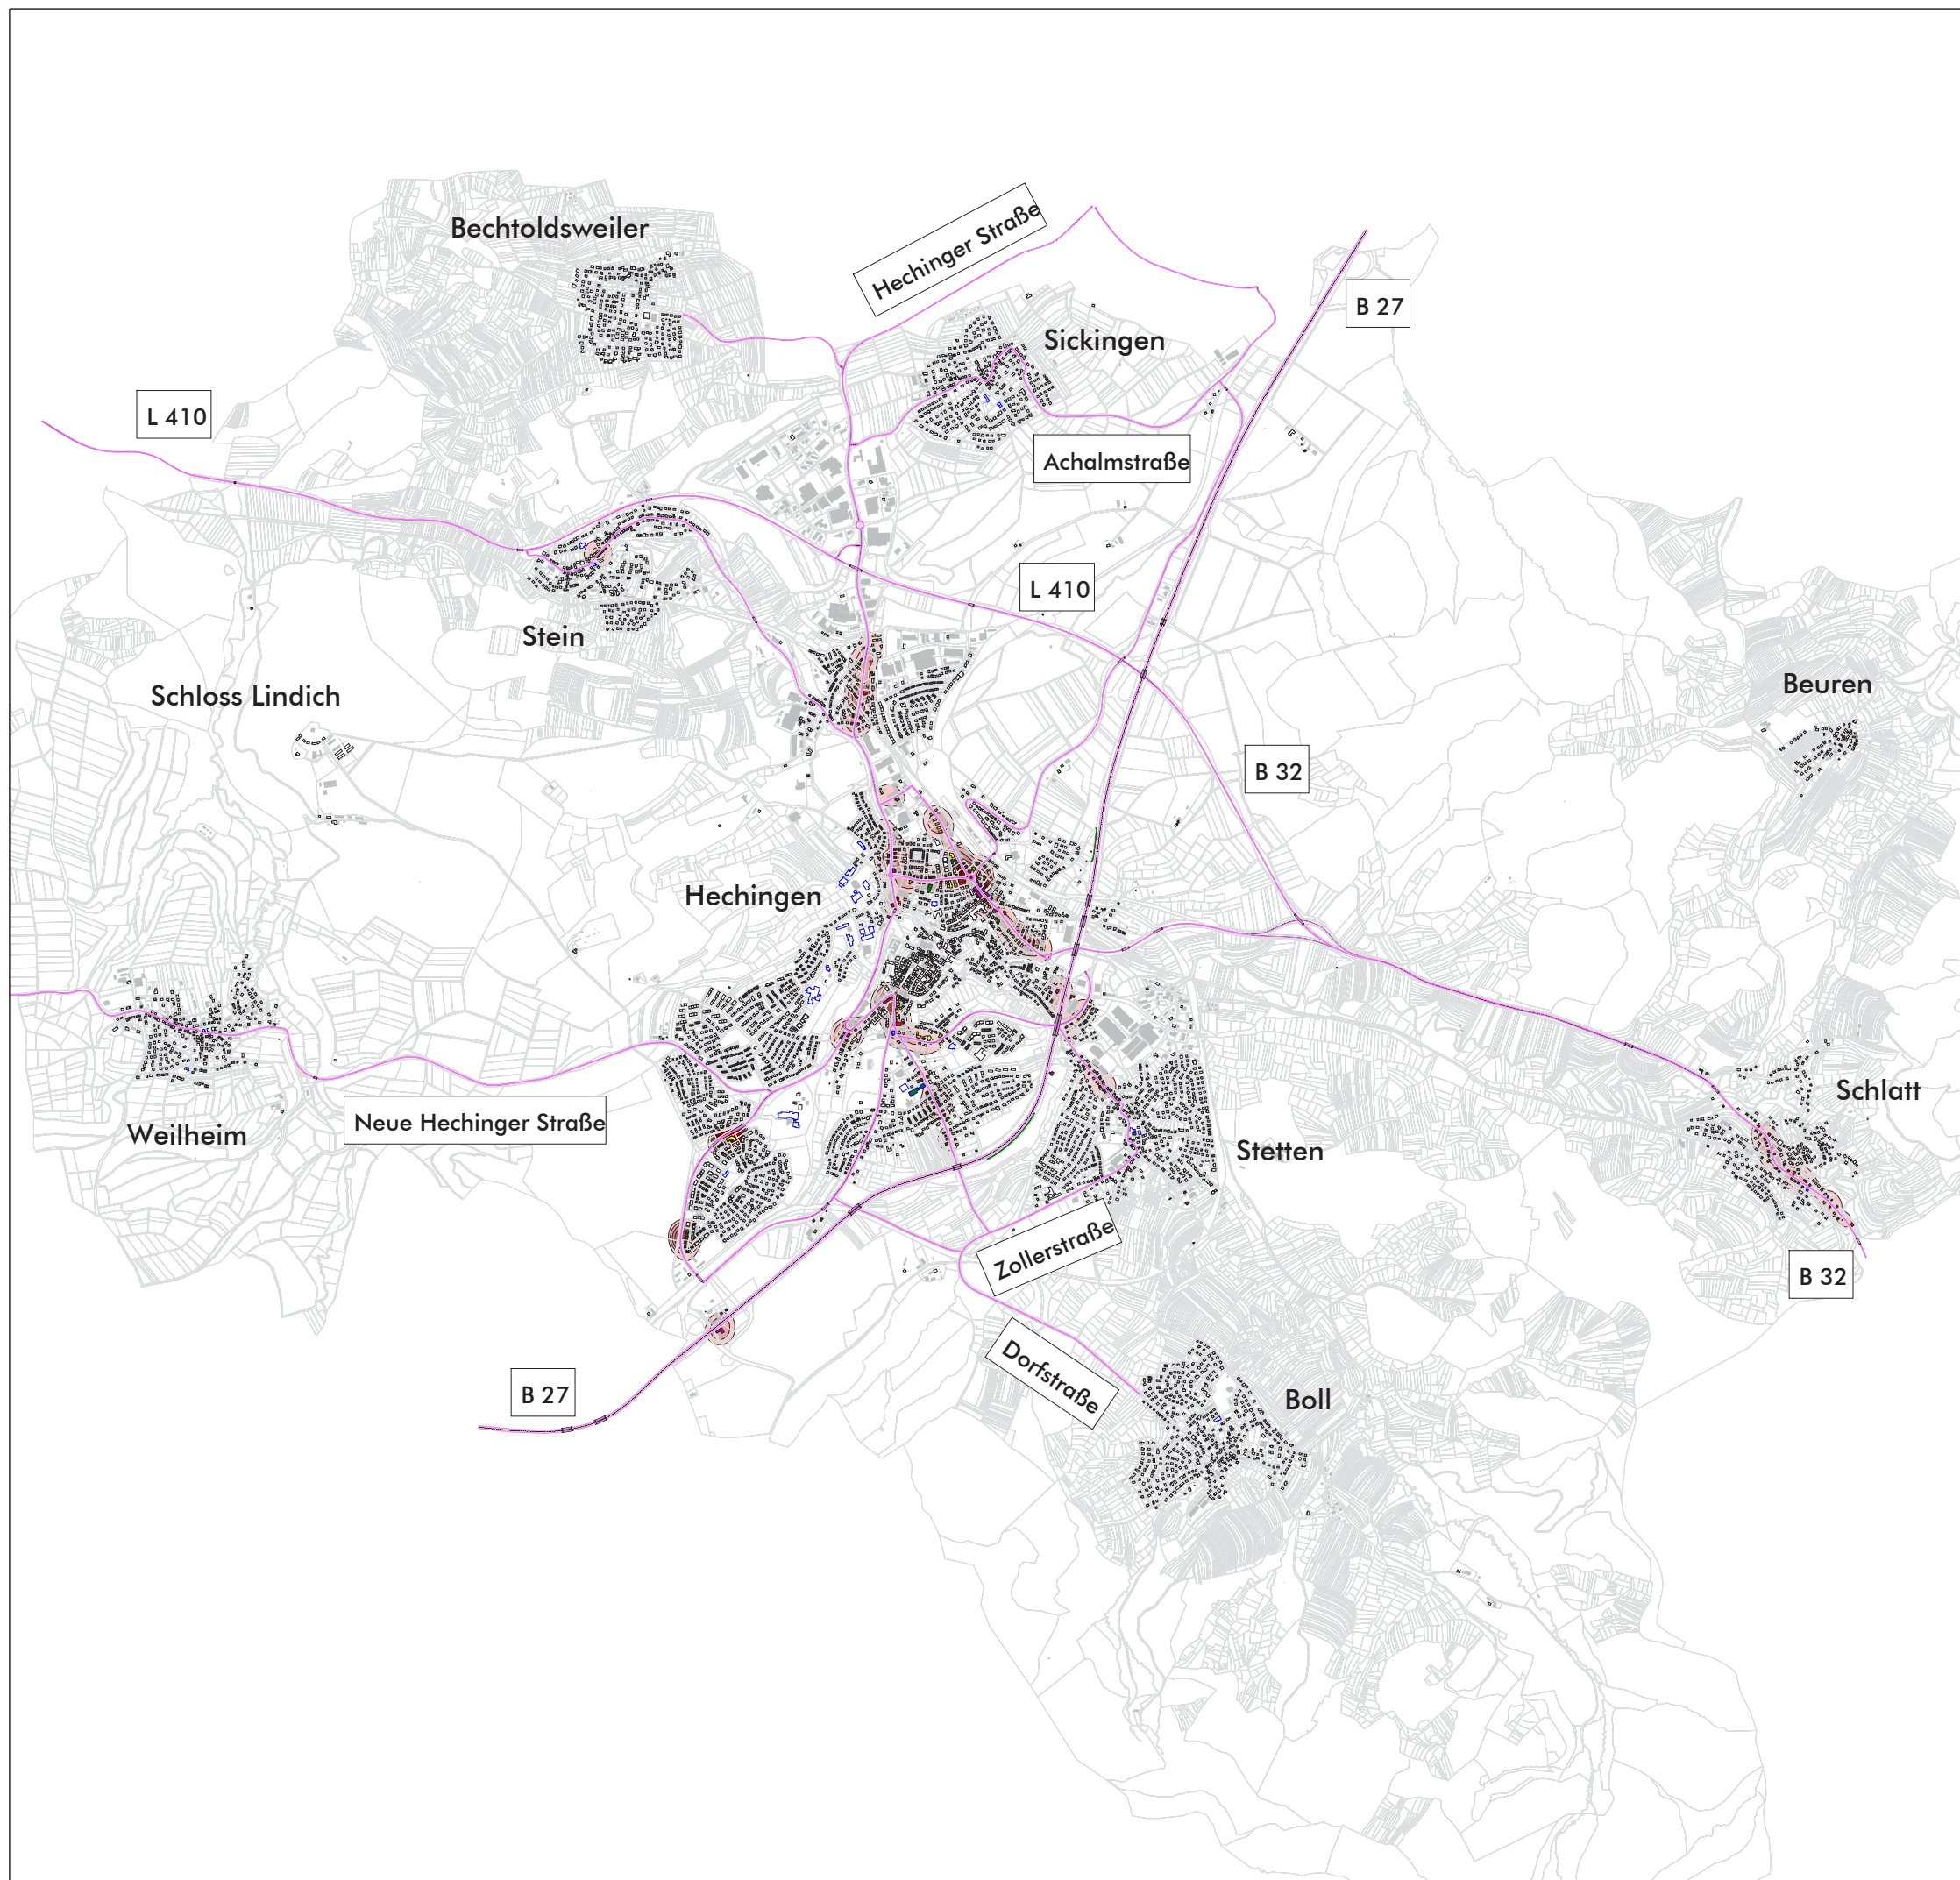 Hechinger Straße
Bechtoldsweiler
B 27
Sickingen
L 410
Achalmstraße
L 410
Stein
Beuren
Schloss Lindich
B 32
Hechingen
Schlatt
Neue Hechinger Straße
Weilheim
Stetten
Zollerstraße
B 32
Dorfstraße
B 27
Boll